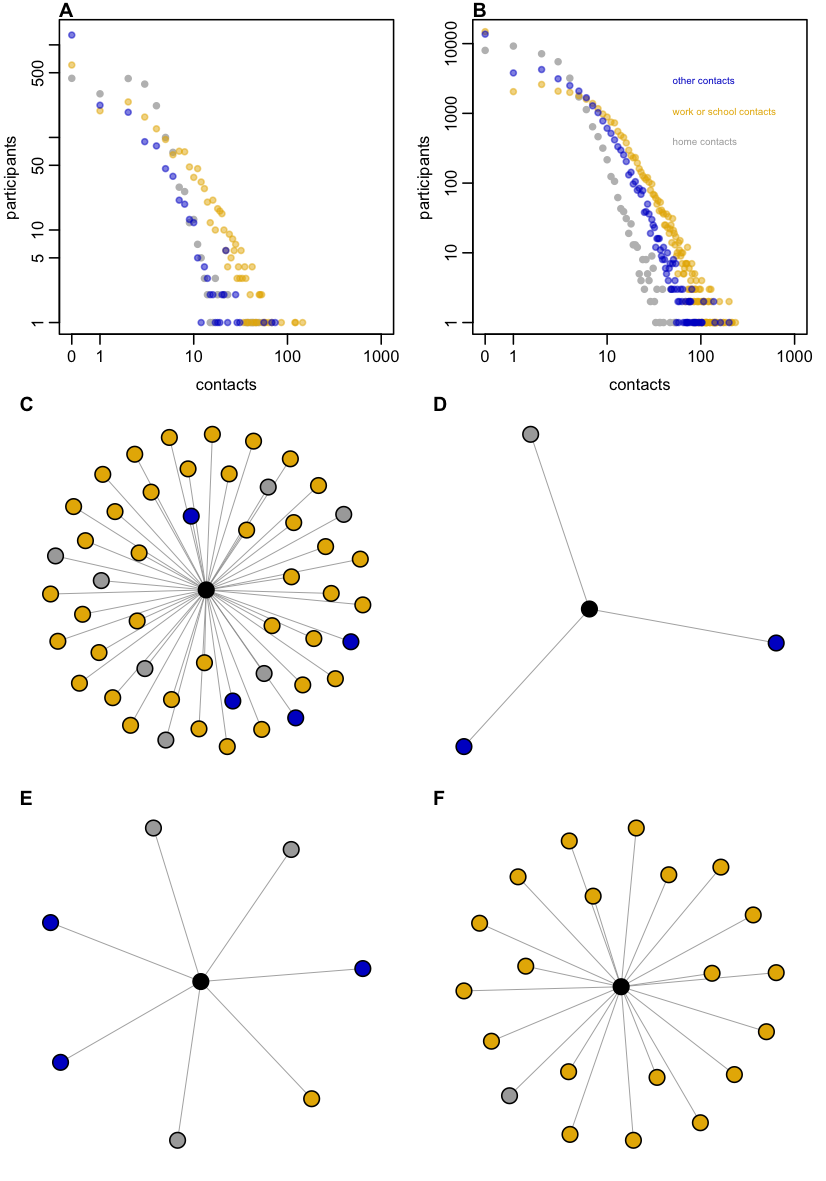 A
participants
500
50
10
5
1
0 1 10 100 1000
contacts
B
participants
10000
1000
100
10
1
other contacts
work or school contacts
home contacts
0 1 10 100 1000
contacts
C
D
E
F